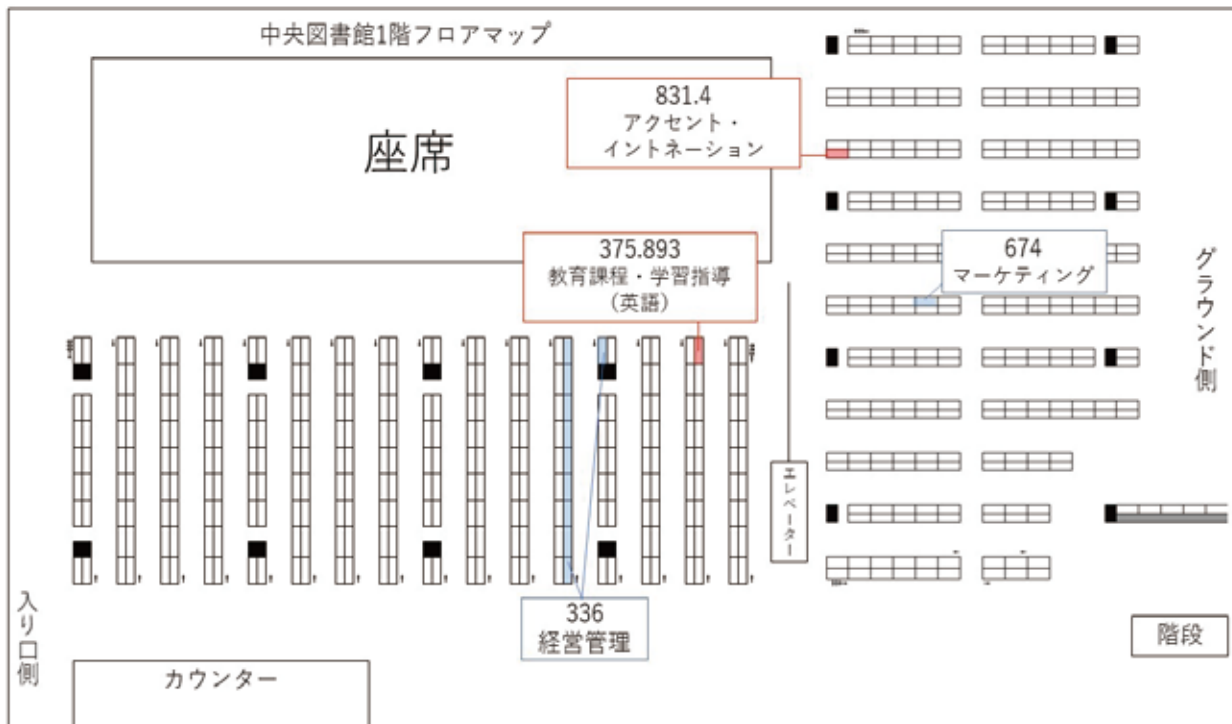 中央図書館1階フロアマップ
座席
831.4
アクセント・
イントネーション
375.893
教育課程・学習指導
(英語)
674
マーケティング
グラウンド側
エレベーター
336
経営管理
入り口側
カウンター
階段